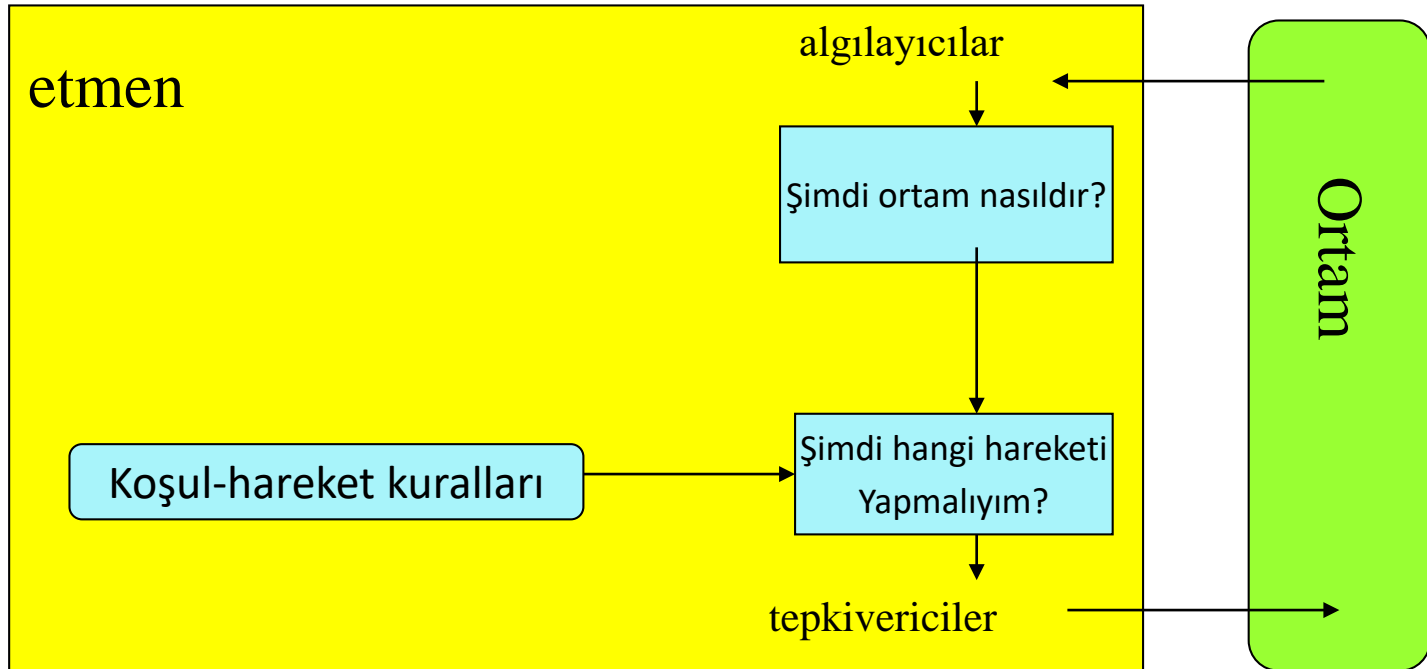 etmen
algılayıcılar
Şimdi ortam nasıldır?
Ortam
Koşul-hareket kuralları
Şimdi hangi hareketi
Yapmalıyım?
tepkivericiler